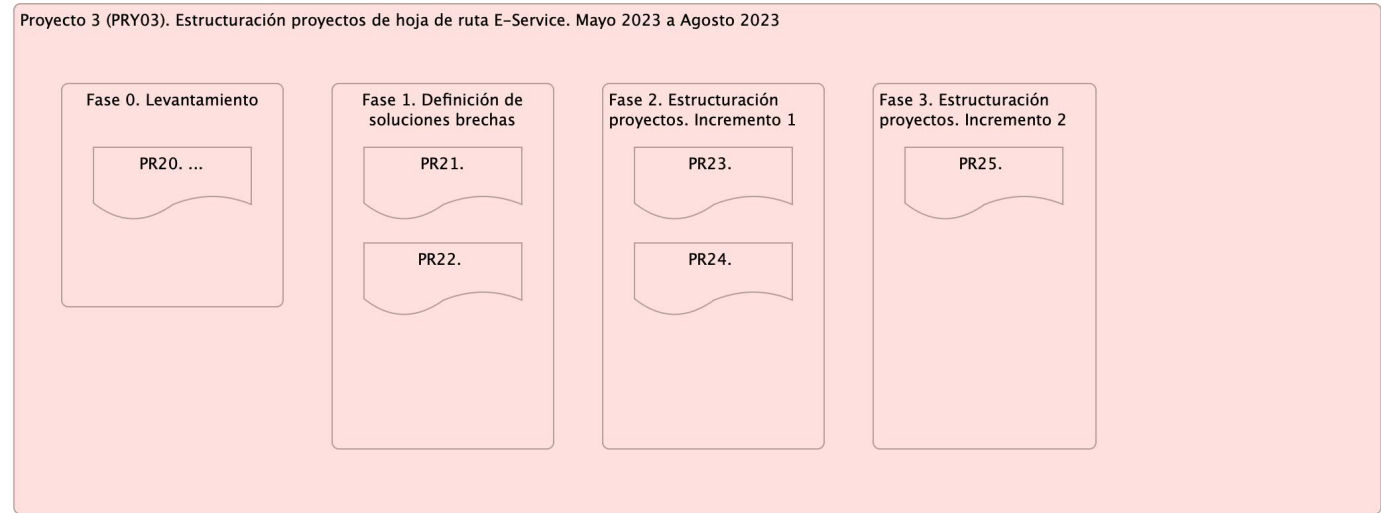 Proyecto 3 (PRY03). Estructuración proyectos de hoja de ruta E-Service. Mayo 2023 a Agosto 2023
Fase 0. Levantamiento
PR20. ...
Fase 1. Definición de
soluciones brechas
PR21.
PR22.
Fase 2. Estructuración
proyectos. Incremento 1
PR23.
PR24.
Fase 3. Estructuración
proyectos. Incremento 2
PR25.